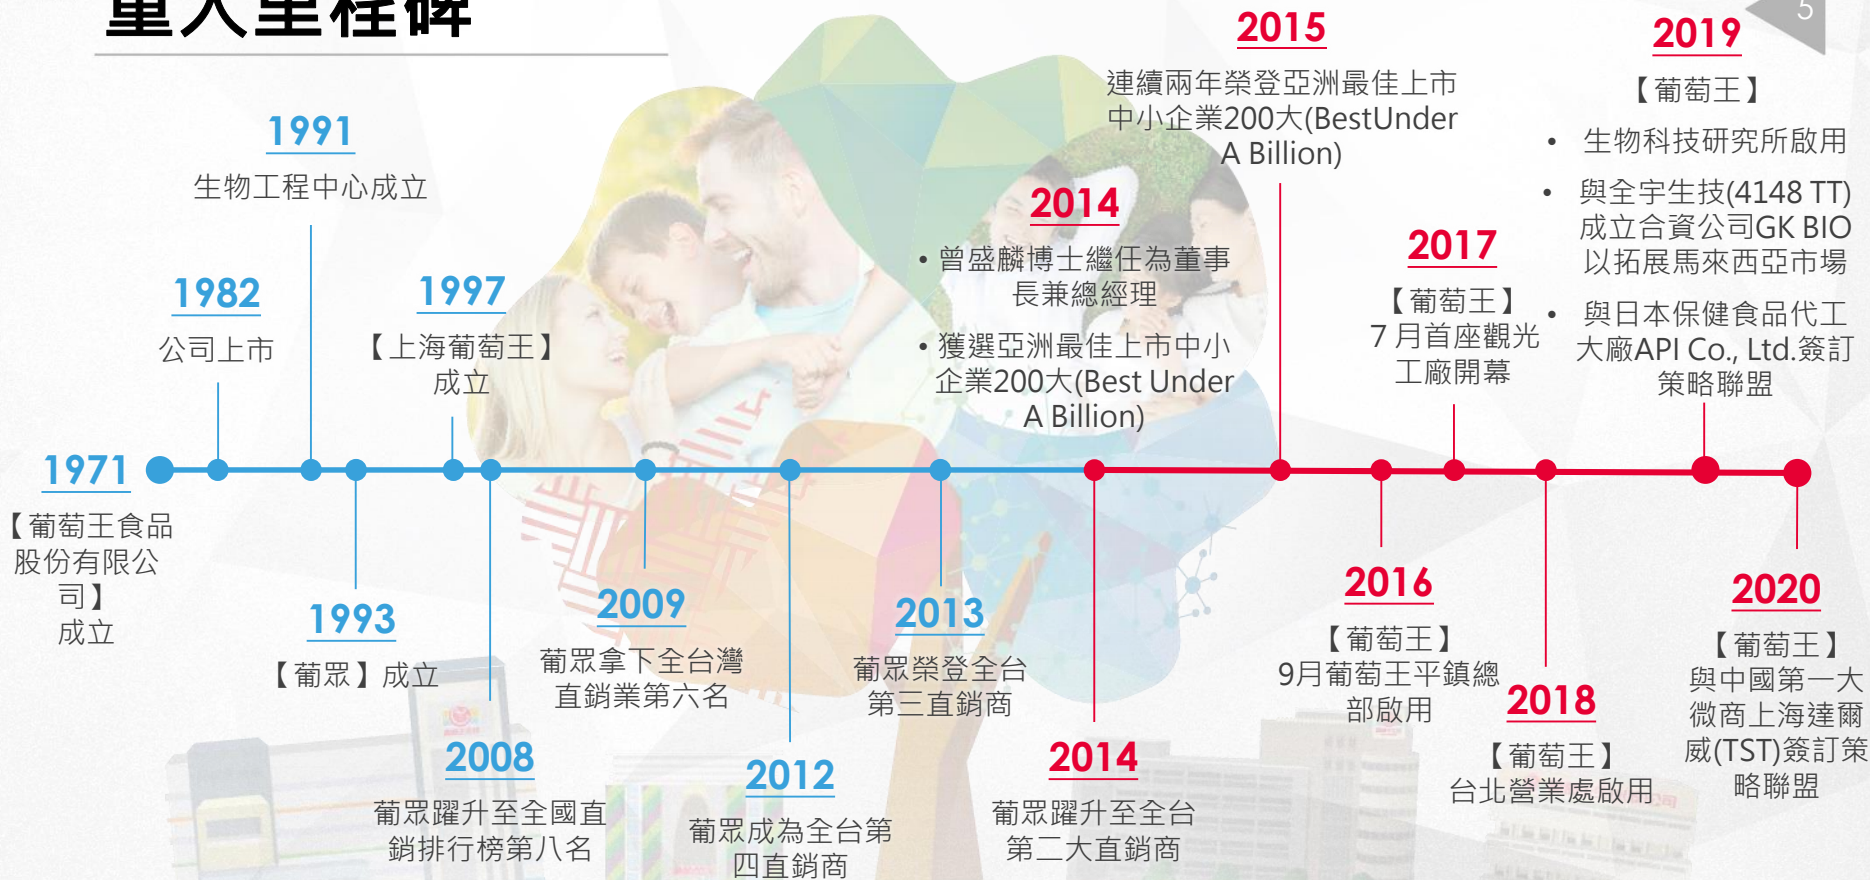 重大里程碑
5
1971
【葡萄王食品
股份有限公
司】
成立
1982
公司上市
1991
生物工程中心成立
1993
【葡眾】成立
1997
【上海葡萄王】
成立
2008
葡眾躍升至全國直
銷排行榜第八名
2009
葡眾拿下全台灣
直銷業第六名
2012
葡眾成為全台第
四直銷商
2013
葡眾榮登全台
第三直銷商
2014
• 曾盛麟博士繼任為董事
長兼總經理
• 獲選亞洲最佳上市中小
企業200大(Best Under
A Billion)
2014
葡眾躍升至全台
第二大直銷商
2015
連續兩年榮登亞洲最佳上市
中小企業200大(BestUnder
A Billion)
2016
【葡萄王】
9月葡萄王平鎮總
部啟用
2017
【葡萄王】
7月首座觀光
工廠開幕
2018
【葡萄王】
台北營業處啟用
2019
【葡萄王】
• 生物科技研究所啟用
• 與全宇生技(4148 TT)
成立合資公司GK BIO
以拓展馬來西亞市場
• 與日本保健食品代工
大廠API Co., Ltd.簽訂
策略聯盟
2020
【葡萄王】
與中國第一大
微商上海達爾
威(TST)簽訂策
略聯盟